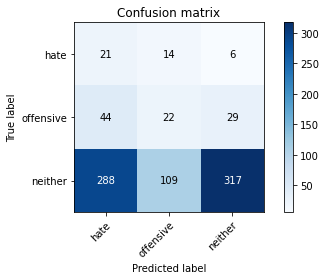 Confusion matrix
hate 21 14 6
offensive 44 22 29
neither 288 109 317
hate offensive neither
True label
Predicted label
300
250
200
150
100
50